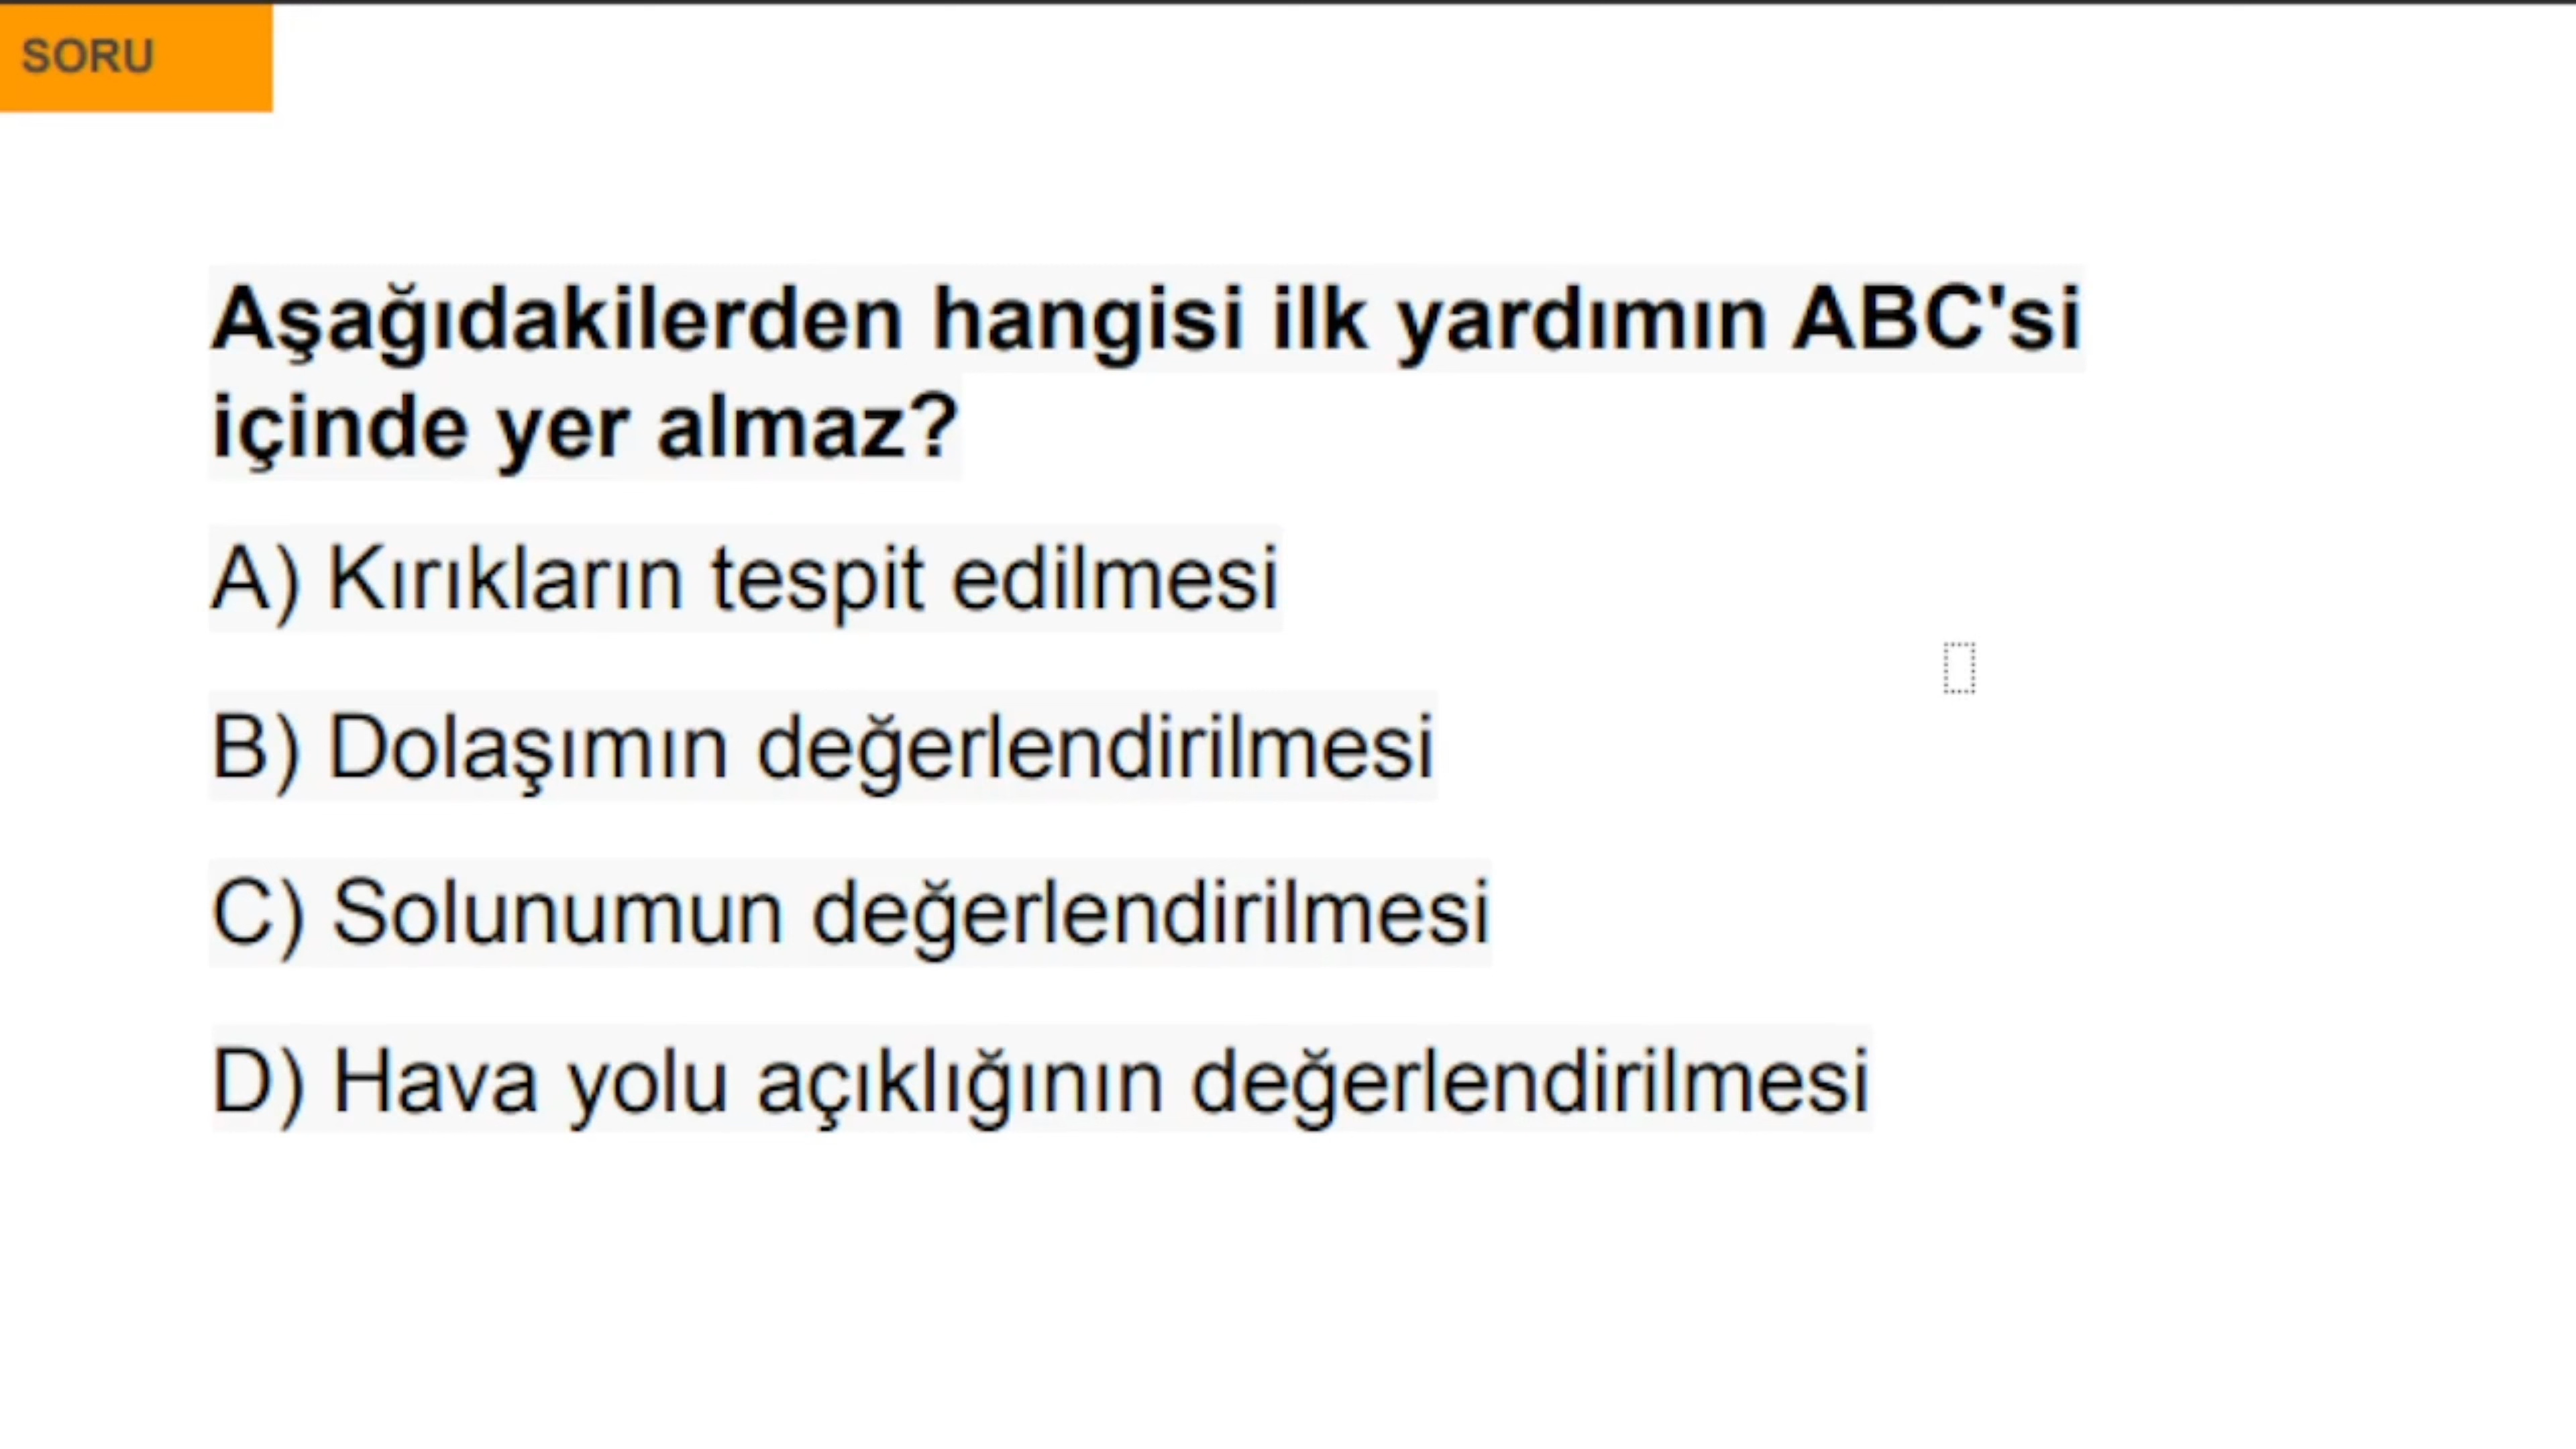 SORU
Aşağıdakilerden hangisi ilk yardımın ABC'si
içinde yer almaz?
A) Kırıkların tespit edilmesi
B) Dolaşımın değerlendirilmesi
C) Solunumun değerlendirilmesi
D) Hava yolu açıklığının değerlendirilmesi